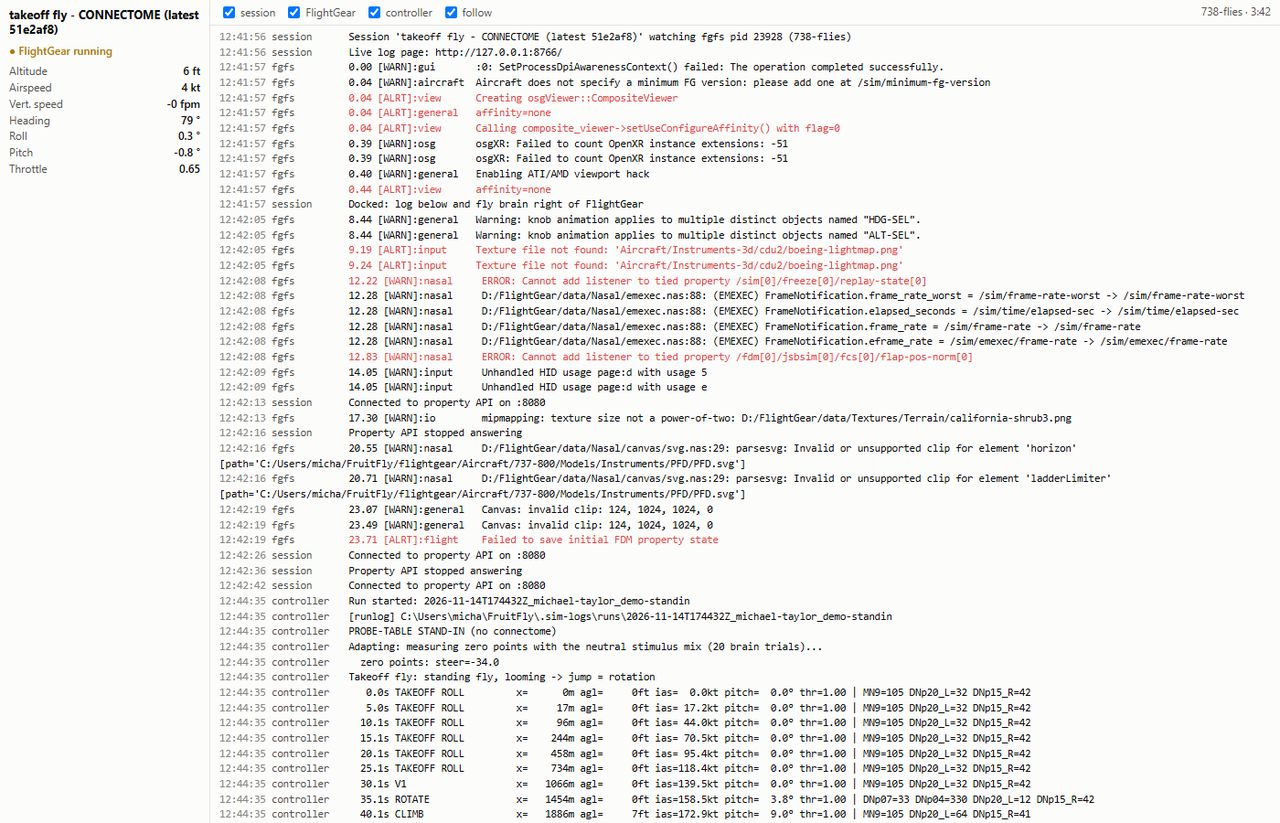 takeoff fly - CONNECTOME (latest
51e2af8)
● FlightGear running
Altitude 6 ft
Airspeed 4 kt
Vert. speed -0 fpm
Heading 79 °
Roll 0.3 °
Pitch -0.8 °
Throttle 0.65
session FlightGear controller follow 738-flies · 3:42
12:41:56 session Session 'takeoff fly - CONNECTOME (latest 51e2af8)' watching fgfs pid 23928 (738-flies)
12:41:56 session Live log page: http://127.0.0.1:8766/
12:41:57 fgfs 0.00 [WARN]:gui :0: SetProcessDpiAwarenessContext() failed: The operation completed successfully.
12:41:57 fgfs 0.04 [WARN]:aircraft Aircraft does not specify a minimum FG version: please add one at /sim/minimum-fg-version
12:41:57 fgfs 0.04 [ALRT]:view Creating osgViewer::CompositeViewer
12:41:57 fgfs 0.04 [ALRT]:general affinity=none
12:41:57 fgfs 0.04 [ALRT]:view Calling composite_viewer->setUseConfigureAffinity() with flag=0
12:41:57 fgfs 0.39 [WARN]:osg osgXR: Failed to count OpenXR instance extensions: -51
12:41:57 fgfs 0.39 [WARN]:osg osgXR: Failed to count OpenXR instance extensions: -51
12:41:57 fgfs 0.40 [WARN]:general Enabling ATI/AMD viewport hack
12:41:57 fgfs 0.44 [ALRT]:view affinity=none
12:41:57 session Docked: log below and fly brain right of FlightGear
12:42:05 fgfs 8.44 [WARN]:general Warning: knob animation applies to multiple distinct objects named "HDG-SEL".
12:42:05 fgfs 8.44 [WARN]:general Warning: knob animation applies to multiple distinct objects named "ALT-SEL".
12:42:05 fgfs 9.19 [ALRT]:input Texture file not found: 'Aircraft/Instruments-3d/cdu2/boeing-lightmap.png'
12:42:05 fgfs 9.24 [ALRT]:input Texture file not found: 'Aircraft/Instruments-3d/cdu2/boeing-lightmap.png'
12:42:08 fgfs 12.22 [WARN]:nasal ERROR: Cannot add listener to tied property /sim[0]/freeze[0]/replay-state[0]
12:42:08 fgfs 12.28 [WARN]:nasal D:/FlightGear/data/Nasal/emexec.nas:88: (EMEXEC) FrameNotification.frame_rate_worst = /sim/frame-rate-worst -> /sim/frame-rate-worst
12:42:08 fgfs 12.28 [WARN]:nasal D:/FlightGear/data/Nasal/emexec.nas:88: (EMEXEC) FrameNotification.elapsed_seconds = /sim/time/elapsed-sec -> /sim/time/elapsed-sec
12:42:08 fgfs 12.28 [WARN]:nasal D:/FlightGear/data/Nasal/emexec.nas:88: (EMEXEC) FrameNotification.frame_rate = /sim/frame-rate -> /sim/frame-rate
12:42:08 fgfs 12.28 [WARN]:nasal D:/FlightGear/data/Nasal/emexec.nas:88: (EMEXEC) FrameNotification.eframe_rate = /sim/emexec/frame-rate -> /sim/emexec/frame-rate
12:42:08 fgfs 12.83 [WARN]:nasal ERROR: Cannot add listener to tied property /fdm[0]/jsbsim[0]/fcs[0]/flap-pos-norm[0]
12:42:09 fgfs 14.05 [WARN]:input Unhandled HID usage page:d with usage 5
12:42:09 fgfs 14.05 [WARN]:input Unhandled HID usage page:d with usage e
12:42:13 session Connected to property API on :8080
12:42:13 fgfs 17.30 [WARN]:io mipmapping: texture size not a power-of-two: D:/FlightGear/data/Textures/Terrain/california-shrub3.png
12:42:16 session Property API stopped answering
12:42:16 fgfs 20.55 [WARN]:nasal D:/FlightGear/data/Nasal/canvas/svg.nas:29: parsesvg: Invalid or unsupported clip for element 'horizon'
[path='C:/Users/micha/FruitFly/flightgear/Aircraft/737-800/Models/Instruments/PFD/PFD.svg']
12:42:16 fgfs 20.71 [WARN]:nasal D:/FlightGear/data/Nasal/canvas/svg.nas:29: parsesvg: Invalid or unsupported clip for element 'ladderLimiter'
[path='C:/Users/micha/FruitFly/flightgear/Aircraft/737-800/Models/Instruments/PFD/PFD.svg']
12:42:19 fgfs 23.07 [WARN]:general Canvas: invalid clip: 124, 1024, 1024, 0
12:42:19 fgfs 23.49 [WARN]:general Canvas: invalid clip: 124, 1024, 1024, 0
12:42:19 fgfs 23.71 [ALRT]:flight Failed to save initial FDM property state
12:42:26 session Connected to property API on :8080
12:42:36 session Property API stopped answering
12:42:42 session Connected to property API on :8080
12:44:35 controller Run started: 2026-11-14T174432Z_michael-taylor_demo-standin
12:44:35 controller [runlog] C:\Users\micha\FruitFly\.sim-logs\runs\2026-11-14T174432Z_michael-taylor_demo-standin
12:44:35 controller PROBE-TABLE STAND-IN (no connectome)
12:44:35 controller Adapting: measuring zero points with the neutral stimulus mix (20 brain trials)...
12:44:35 controller zero points: steer=-34.0
12:44:35 controller Takeoff fly: standing fly, looming -> jump = rotation
12:44:35 controller 0.0s TAKEOFF ROLL x= 0m agl= 0ft ias= 0.0kt pitch= 0.0° thr=1.00 | MN9=105 DNp20_L=32 DNp15_R=42
12:44:35 controller 5.0s TAKEOFF ROLL x= 17m agl= 0ft ias= 17.2kt pitch= 0.0° thr=1.00 | MN9=105 DNp20_L=32 DNp15_R=42
12:44:35 controller 10.1s TAKEOFF ROLL x= 96m agl= 0ft ias= 44.0kt pitch= 0.0° thr=1.00 | MN9=105 DNp20_L=32 DNp15_R=42
12:44:35 controller 15.1s TAKEOFF ROLL x= 244m agl= 0ft ias= 70.5kt pitch= 0.0° thr=1.00 | MN9=105 DNp20_L=32 DNp15_R=42
12:44:35 controller 20.1s TAKEOFF ROLL x= 458m agl= 0ft ias= 95.4kt pitch= 0.0° thr=1.00 | MN9=105 DNp20_L=32 DNp15_R=42
12:44:35 controller 25.1s TAKEOFF ROLL x= 734m agl= 0ft ias=118.4kt pitch= 0.0° thr=1.00 | MN9=105 DNp20_L=32 DNp15_R=42
12:44:35 controller 30.1s V1 x= 1066m agl= 0ft ias=139.5kt pitch= 0.0° thr=1.00 | MN9=105 DNp20_L=32 DNp15_R=42
12:44:35 controller 35.1s ROTATE x= 1454m agl= 0ft ias=158.5kt pitch= 3.8° thr=1.00 | DNp07=33 DNp04=330 DNp20_L=12 DNp15_R=42
12:44:35 controller 40.1s CLIMB x= 1886m agl= 7ft ias=172.9kt pitch= 9.0° thr=1.00 | MN9=105 DNp20_L=64 DNp15_R=41